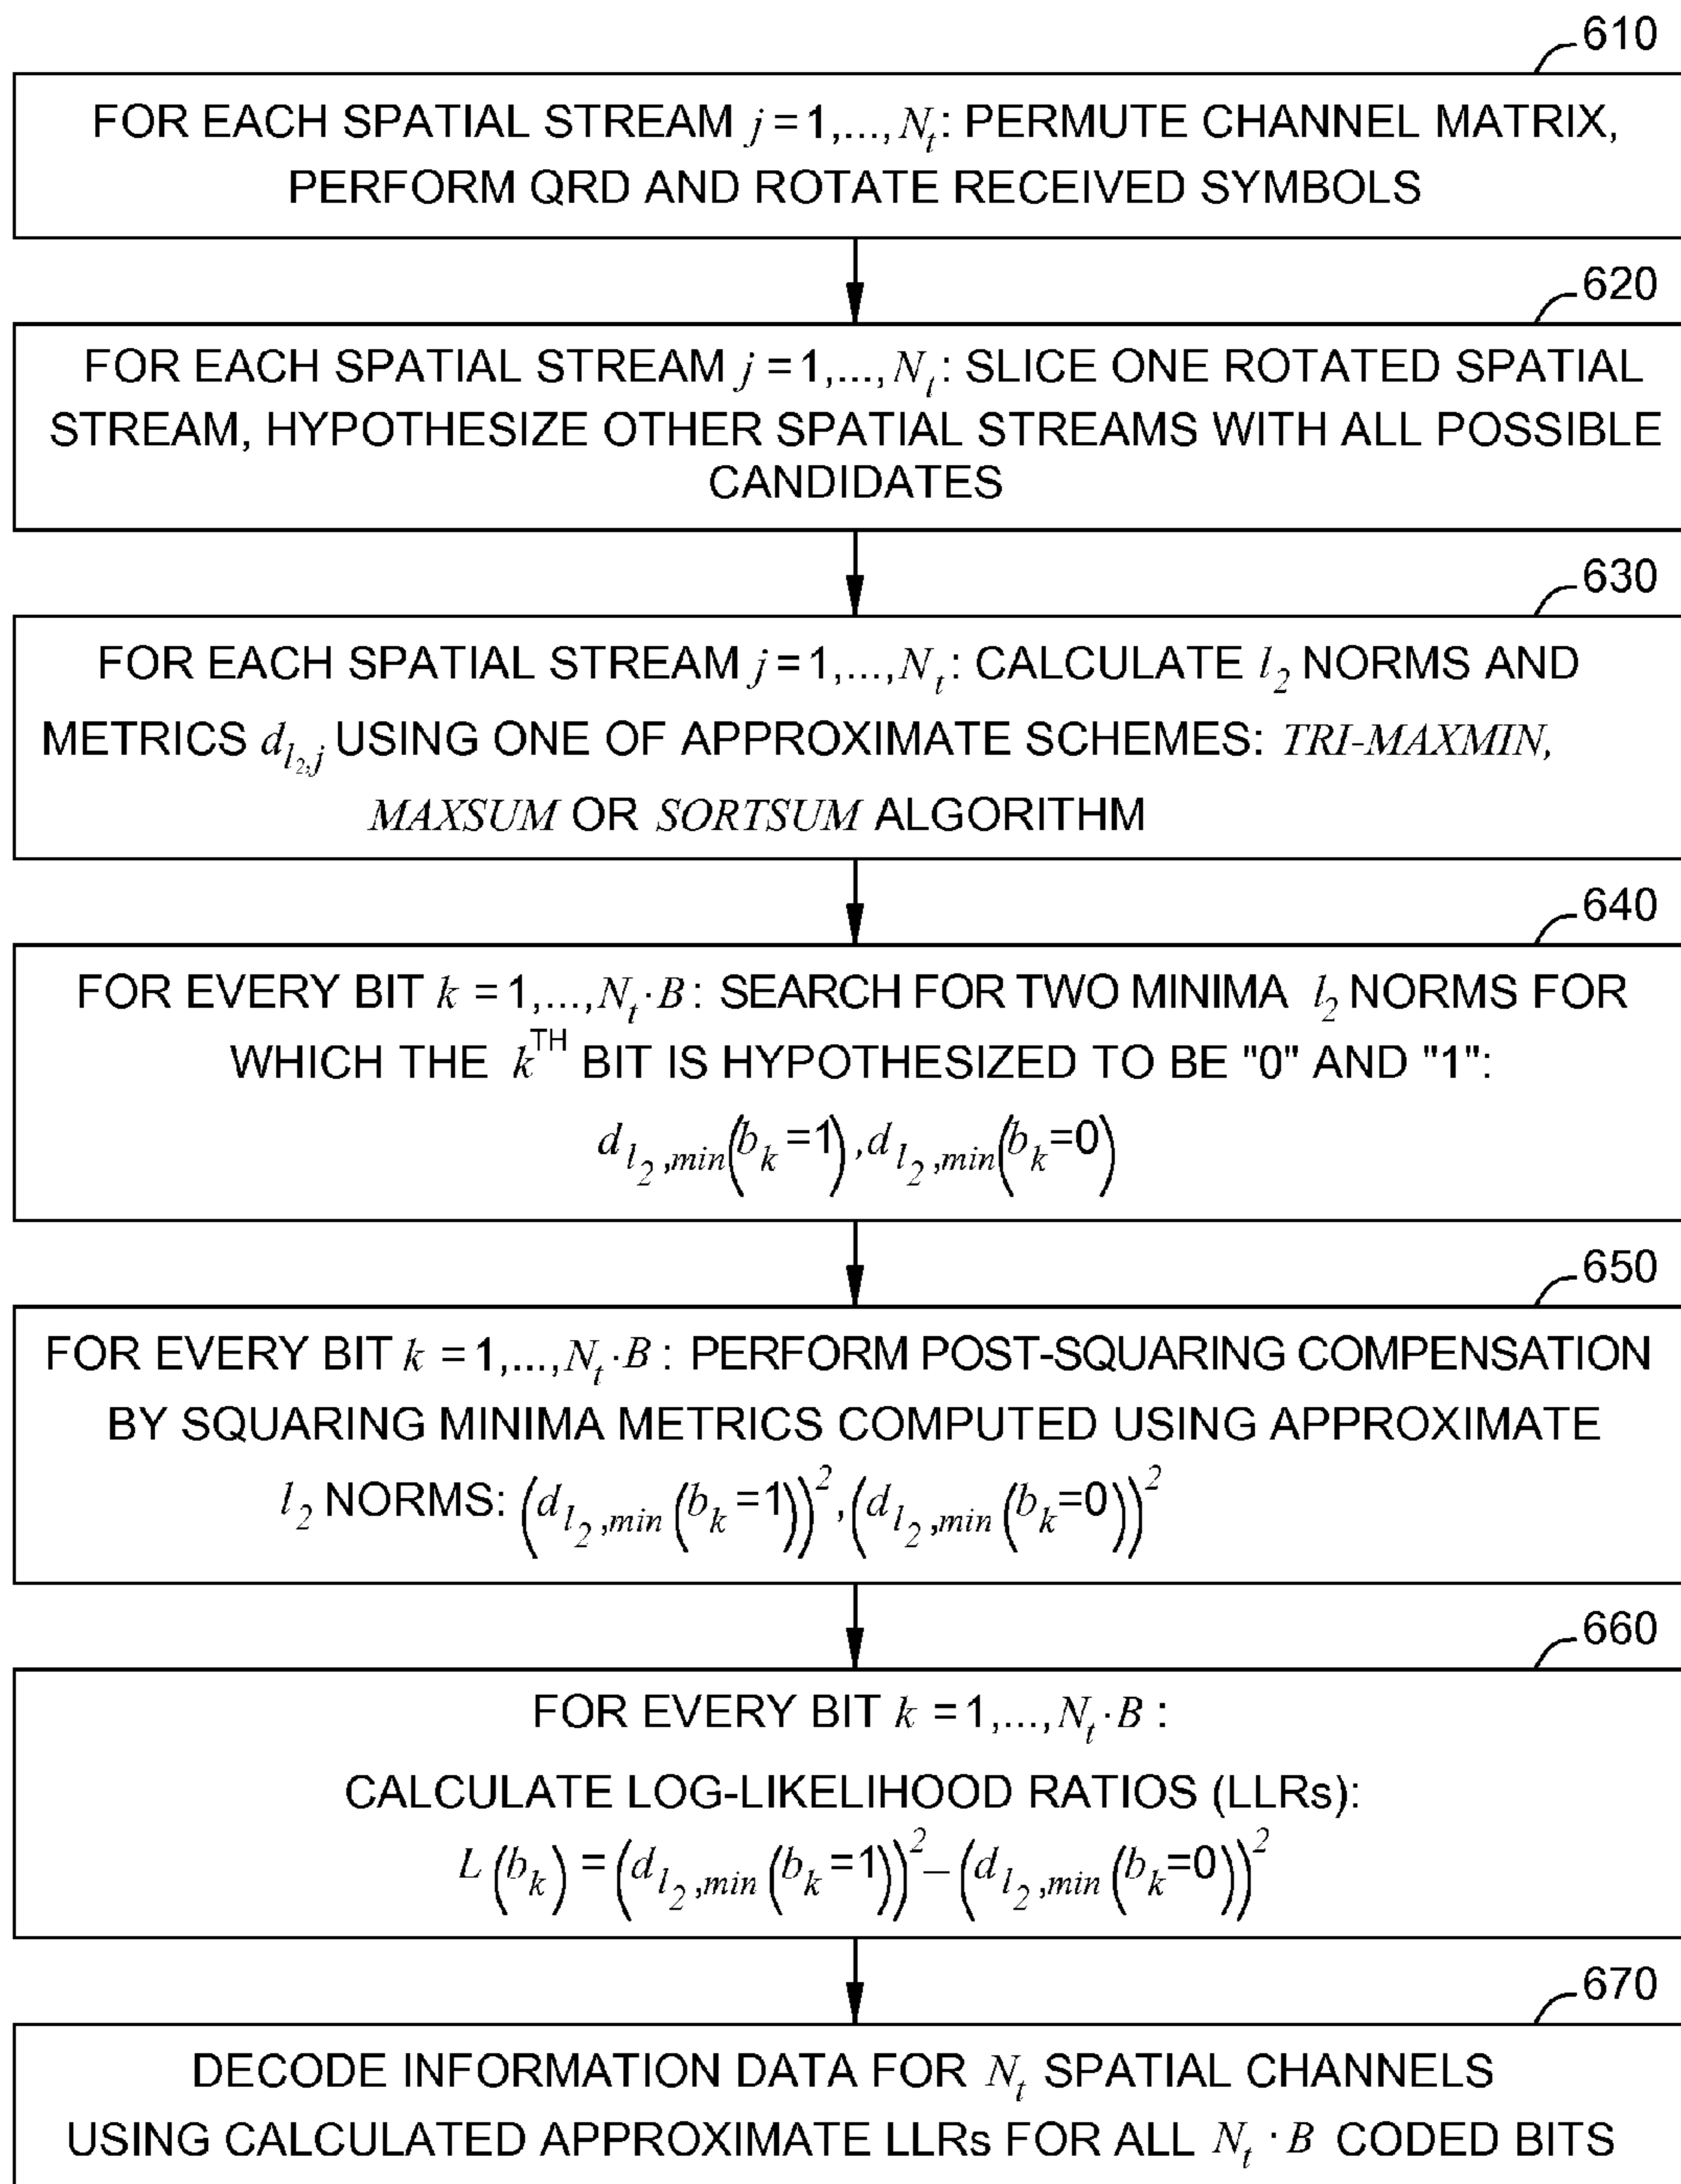 610
FOR EACH SPATIAL STREAM j = 1,..., N_t: PERMUTE CHANNEL MATRIX,
PERFORM QRD AND ROTATE RECEIVED SYMBOLS
620
FOR EACH SPATIAL STREAM j = 1,..., N_t: SLICE ONE ROTATED SPATIAL
STREAM, HYPOTHESIZE OTHER SPATIAL STREAMS WITH ALL POSSIBLE
CANDIDATES
630
FOR EACH SPATIAL STREAM j = 1,..., N_t: CALCULATE l_2 NORMS AND
METRICS d_{l_2,j} USING ONE OF APPROXIMATE SCHEMES: TRI-MAXMIN,
MAXSUM OR SORTSUM ALGORITHM
640
FOR EVERY BIT k = 1,..., N_t · B : SEARCH FOR TWO MINIMA l_2 NORMS FOR
WHICH THE k^TH BIT IS HYPOTHESIZED TO BE "0" AND "1":
d_{l_2,min}(b_k=1), d_{l_2,min}(b_k=0)
650
FOR EVERY BIT k = 1,..., N_t · B : PERFORM POST-SQUARING COMPENSATION
BY SQUARING MINIMA METRICS COMPUTED USING APPROXIMATE
l_2 NORMS: (d_{l_2,min}(b_k=1))^2, (d_{l_2,min}(b_k=0))^2
660
FOR EVERY BIT k = 1,..., N_t · B :
CALCULATE LOG-LIKELIHOOD RATIOS (LLRs):
L(b_k) = (d_{l_2,min}(b_k=1))^2 – (d_{l_2,min}(b_k=0))^2
670
DECODE INFORMATION DATA FOR N_t SPATIAL CHANNELS
USING CALCULATED APPROXIMATE LLRs FOR ALL N_t · B CODED BITS